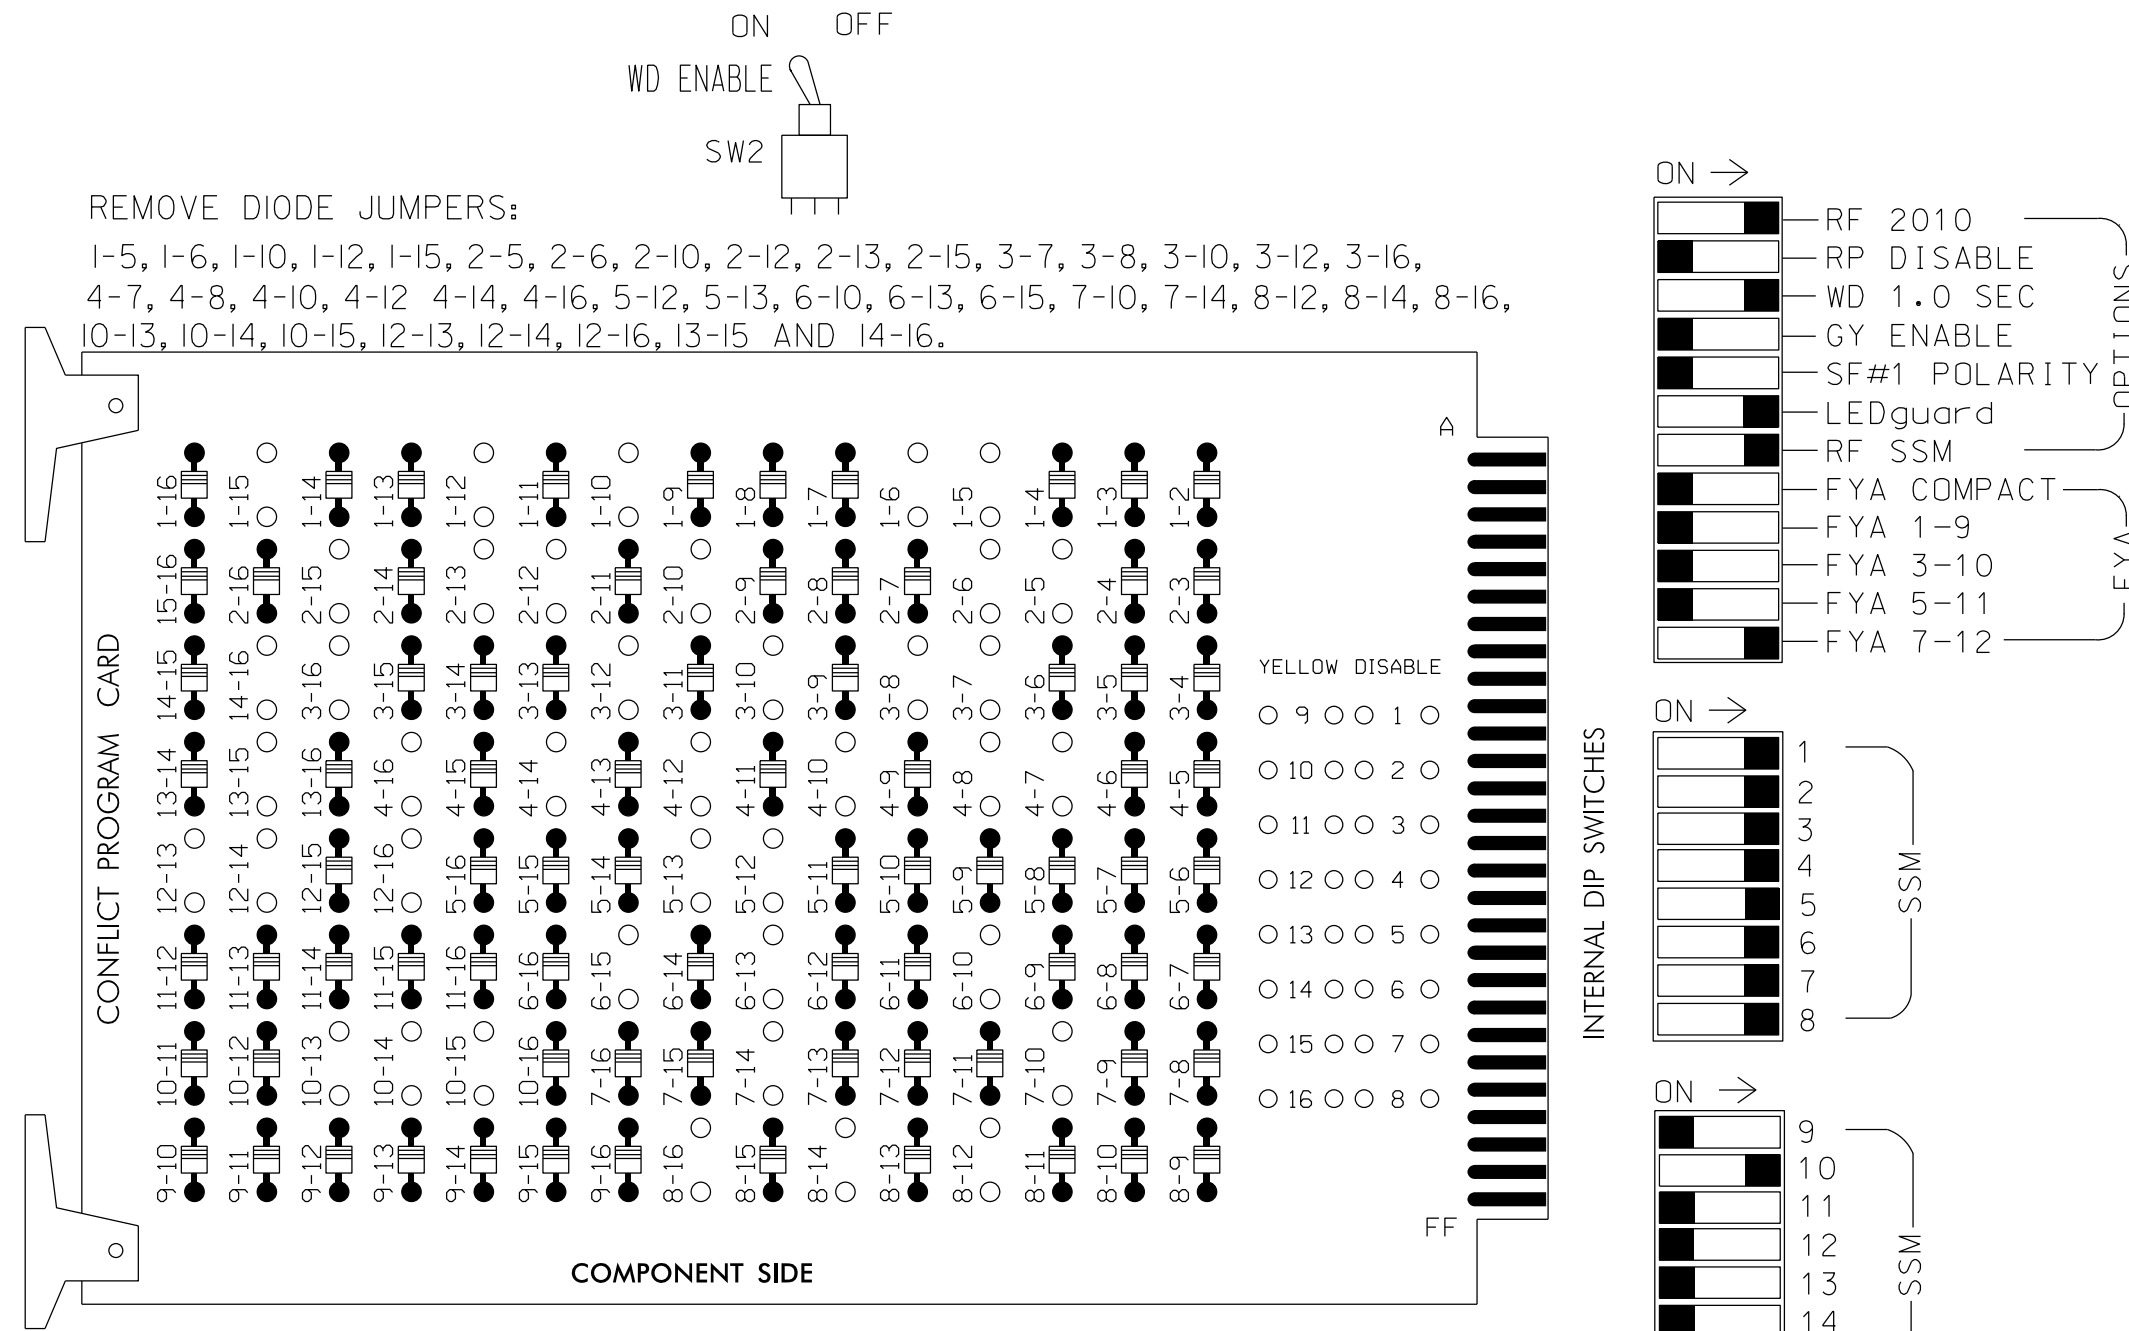 ON OFF
WD ENABLE
SW2
REMOVE DIODE JUMPERS:
1-5, 1-6, 1-10, 1-12, 1-15, 2-5, 2-6, 2-10, 2-12, 2-13, 2-15, 3-7, 3-8, 3-10, 3-12, 3-16,
4-7, 4-8, 4-10, 4-12 4-14, 4-16, 5-12, 5-13, 6-10, 6-13, 6-15, 7-10, 7-14, 8-12, 8-14, 8-16,
10-13, 10-14, 10-15, 12-13, 12-14, 12-16, 13-15 AND 14-16.
A
1-16 1-15 1-14 1-13 1-12 1-11 1-10 1-9 1-8 1-7 1-6 1-5 1-4 1-3 1-2
15-16 2-16 2-15 2-14 2-13 2-12 2-11 2-10 2-9 2-8 2-7 2-6 2-5 2-4 2-3
14-15 14-16 3-16 3-15 3-14 3-13 3-12 3-11 3-10 3-9 3-8 3-7 3-6 3-5 3-4
13-14 13-15 13-16 4-16 4-15 4-14 4-13 4-12 4-11 4-10 4-9 4-8 4-7 4-6 4-5
12-13 12-14 12-15 12-16 5-16 5-15 5-14 5-13 5-12 5-11 5-10 5-9 5-8 5-7 5-6
11-12 11-13 11-14 11-15 11-16 6-16 6-15 6-14 6-13 6-12 6-11 6-10 6-9 6-8 6-7
10-11 10-12 10-13 10-14 10-15 10-16 7-16 7-15 7-14 7-13 7-12 7-11 7-10 7-9 7-8
9-10 9-11 9-12 9-13 9-14 9-15 9-16 8-16 8-15 8-14 8-13 8-12 8-11 8-10 8-9
CONFLICT PROGRAM CARD
COMPONENT SIDE
YELLOW DISABLE
9 1
10 2
11 3
12 4
13 5
14 6
15 7
16 8
FF
INTERNAL DIP SWITCHES
ON →
RF 2010
RP DISABLE
WD 1.0 SEC
GY ENABLE
SF#1 POLARITY
LEDguard
RF SSM
OPTIONS
FYA COMPACT
FYA 1-9
FYA 3-10
FYA 5-11
FYA 7-12
FYA
ON →
1
2
3
4
5
6
7
8
SSM
ON →
9
10
11
12
13
14
SSM